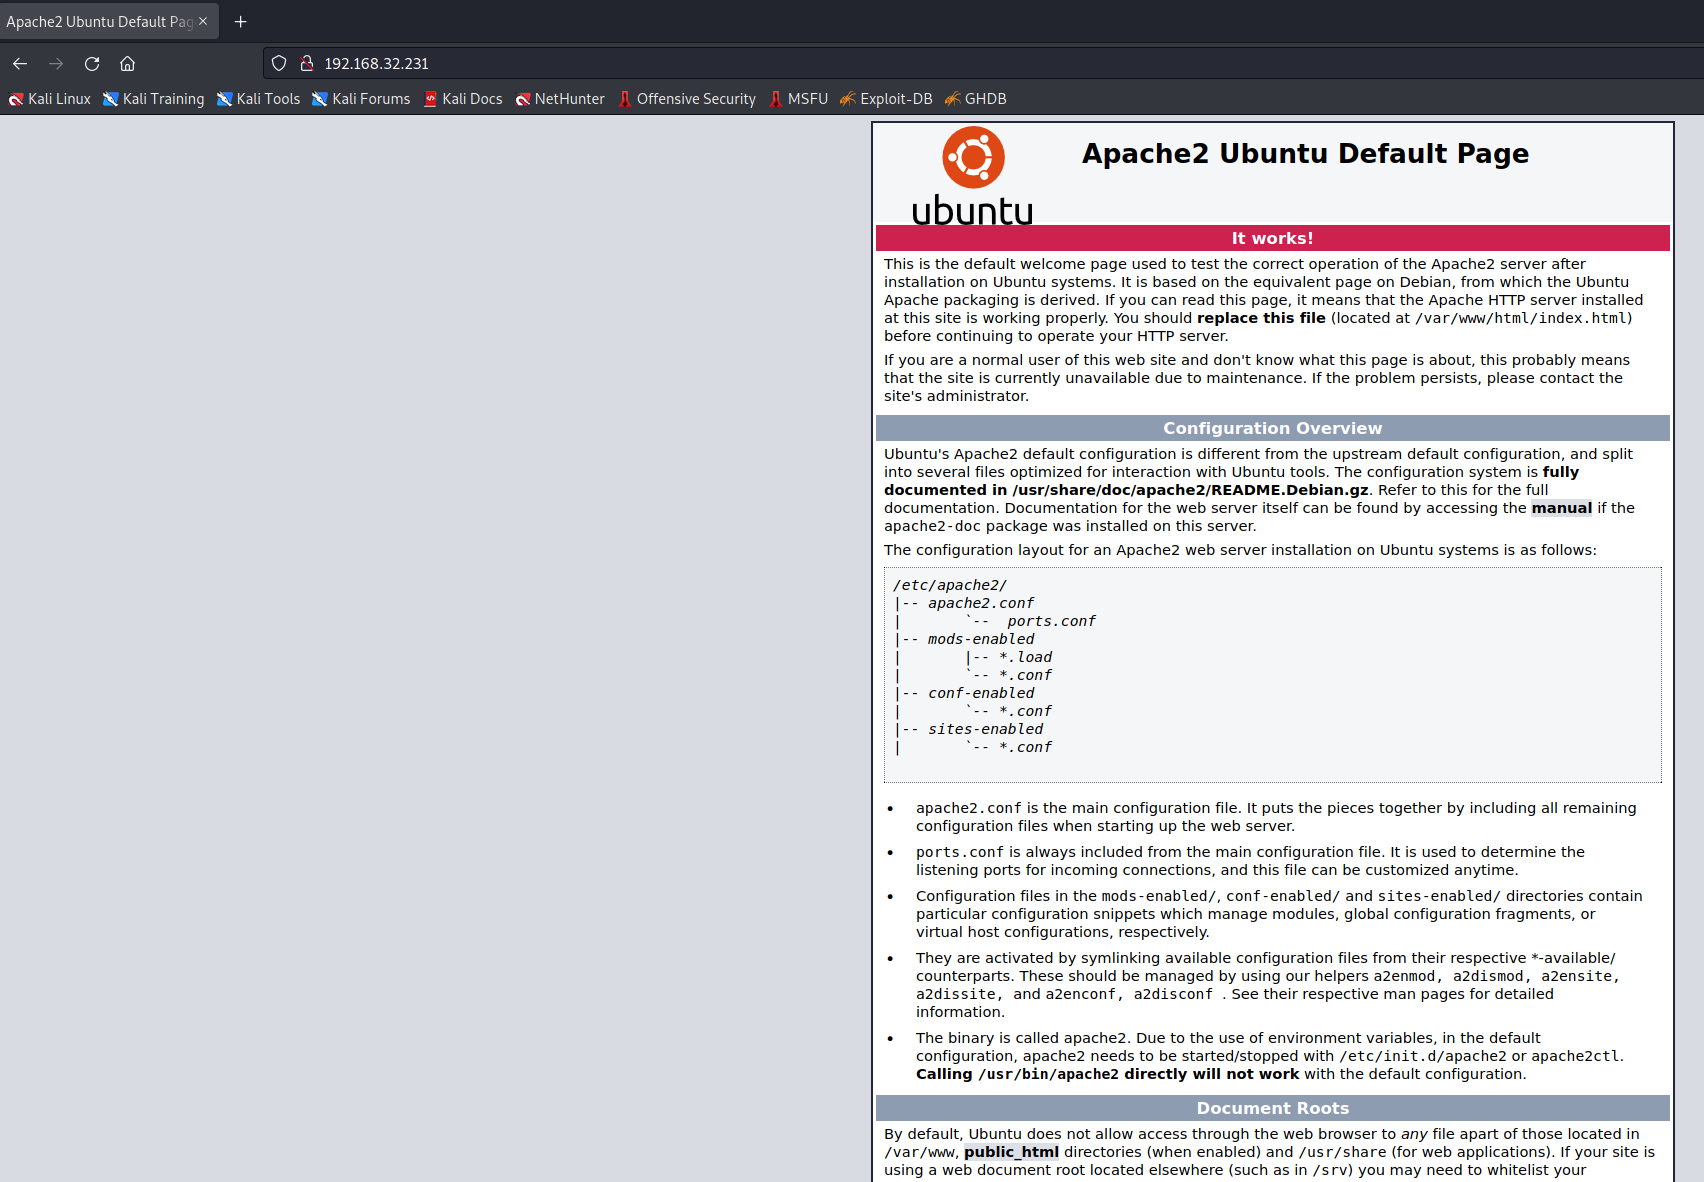 Apache2 Ubuntu Default Pag
192.168.32.231
Kali Linux Kali Training Kali Tools Kali Forums Kali Docs NetHunter Offensive Security MSFU Exploit-DB GHDB
ubuntu
Apache2 Ubuntu Default Page
It works!
This is the default welcome page used to test the correct operation of the Apache2 server after
installation on Ubuntu systems. It is based on the equivalent page on Debian, from which the Ubuntu
Apache packaging is derived. If you can read this page, it means that the Apache HTTP server installed
at this site is working properly. You should replace this file (located at /var/www/html/index.html)
before continuing to operate your HTTP server.
If you are a normal user of this web site and don't know what this page is about, this probably means
that the site is currently unavailable due to maintenance. If the problem persists, please contact the
site's administrator.
Configuration Overview
Ubuntu's Apache2 default configuration is different from the upstream default configuration, and split
into several files optimized for interaction with Ubuntu tools. The configuration system is fully
documented in /usr/share/doc/apache2/README.Debian.gz. Refer to this for the full
documentation. Documentation for the web server itself can be found by accessing the manual if the
apache2-doc package was installed on this server.
The configuration layout for an Apache2 web server installation on Ubuntu systems is as follows:
/etc/apache2/
|-- apache2.conf
|       `--  ports.conf
|-- mods-enabled
|       |-- *.load
|       `-- *.conf
|-- conf-enabled
|       `-- *.conf
|-- sites-enabled
|       `-- *.conf
• apache2.conf is the main configuration file. It puts the pieces together by including all remaining
configuration files when starting up the web server.
• ports.conf is always included from the main configuration file. It is used to determine the
listening ports for incoming connections, and this file can be customized anytime.
• Configuration files in the mods-enabled/, conf-enabled/ and sites-enabled/ directories contain
particular configuration snippets which manage modules, global configuration fragments, or
virtual host configurations, respectively.
• They are activated by symlinking available configuration files from their respective *-available/
counterparts. These should be managed by using our helpers a2enmod, a2dismod, a2ensite,
a2dissite, and a2enconf, a2disconf . See their respective man pages for detailed
information.
• The binary is called apache2. Due to the use of environment variables, in the default
configuration, apache2 needs to be started/stopped with /etc/init.d/apache2 or apache2ctl.
Calling /usr/bin/apache2 directly will not work with the default configuration.
Document Roots
By default, Ubuntu does not allow access through the web browser to any file apart of those located in
/var/www, public_html directories (when enabled) and /usr/share (for web applications). If your site is
using a web document root located elsewhere (such as in /srv) you may need to whitelist your